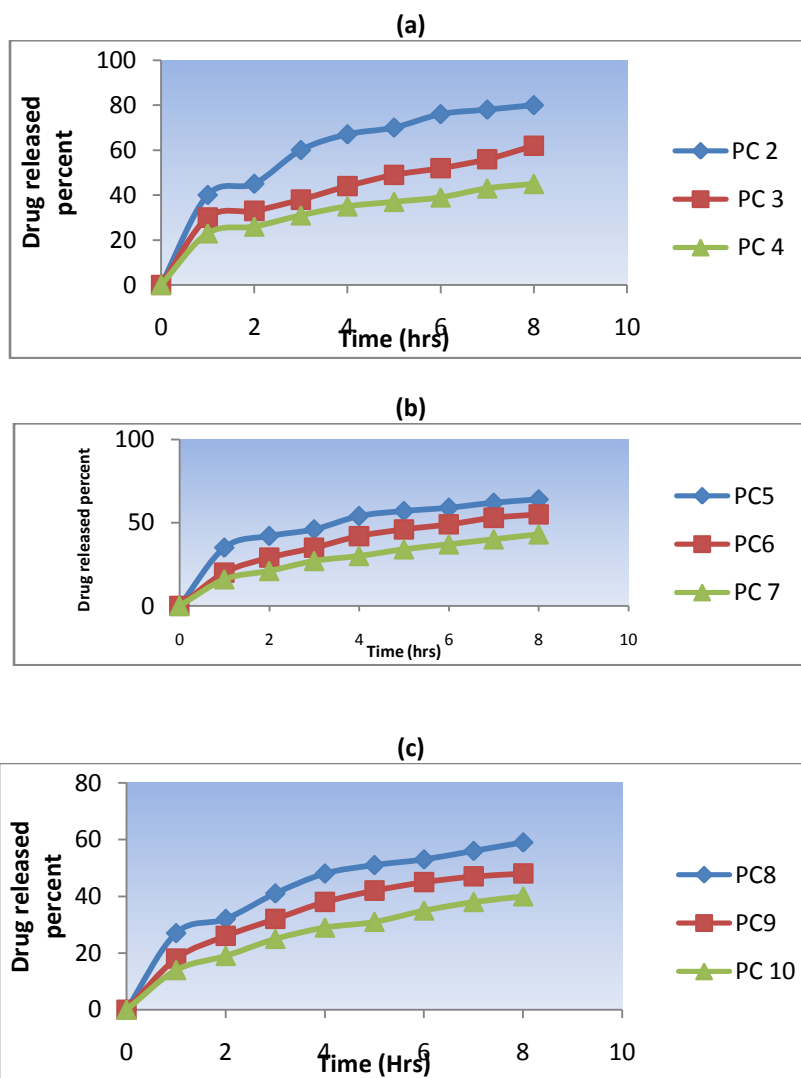 (a)
Drug released
percent
100
80
60
40
20
0
0 2 4 6 8 10
Time (hrs)
PC 2
PC 3
PC 4
(b)
Drug released percent
100
50
0
0 2 4 6 8 10
Time (hrs)
PC5
PC6
PC 7
(c)
Drug released
percent
80
60
40
20
0
0 2 4 6 8 10
Time (Hrs)
PC8
PC9
PC 10